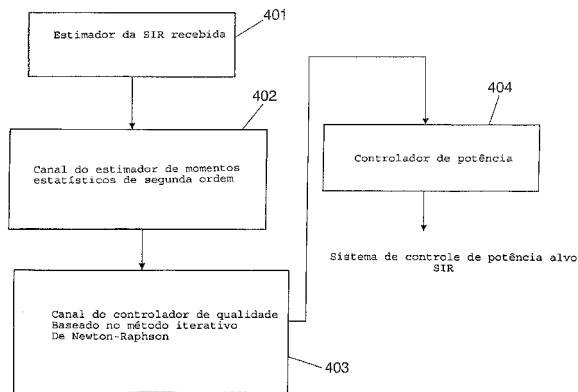 401
Estimador da SIR recebida
402
Canal do estimador de momentos
estatísticos de segunda ordem
404
Controlador de potência
Sistema de controle de potência alvo
SIR
Canal do controlador de qualidade
Baseado no método iterativo
De Newton-Raphson
403